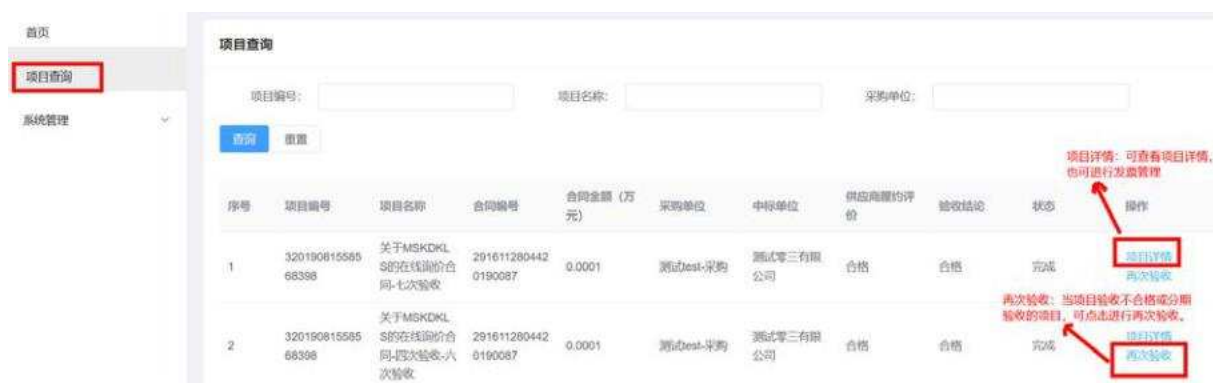 首页
项目查询
系统管理
项目查询
项目编号：
项目名称：
采购单位：
查询
重置
项目详情：可查看项目详情，
也可进行发票管理
序号
项目编号
项目名称
合同编号
合同金额（万
元）
采购单位
中标单位
供应商履约评
价
验收结论
状态
操作
1
320190815585
68398
关于MSKDKL
S的在线询价合
同-七次验收
291611280442
0190087
0.0001
测试test-采购
测试零三有限
公司
合格
合格
完成
项目详情
再次验收
再次验收：当项目验收不合格或分期
验收的项目，可点击进行再次验收。
2
320190815585
68398
关于MSKDKL
S的在线询价合
同-四次验收-六
次验收
291611280442
0190087
0.0001
测试test-采购
测试零三有限
公司
合格
合格
完成
项目详情
再次验收